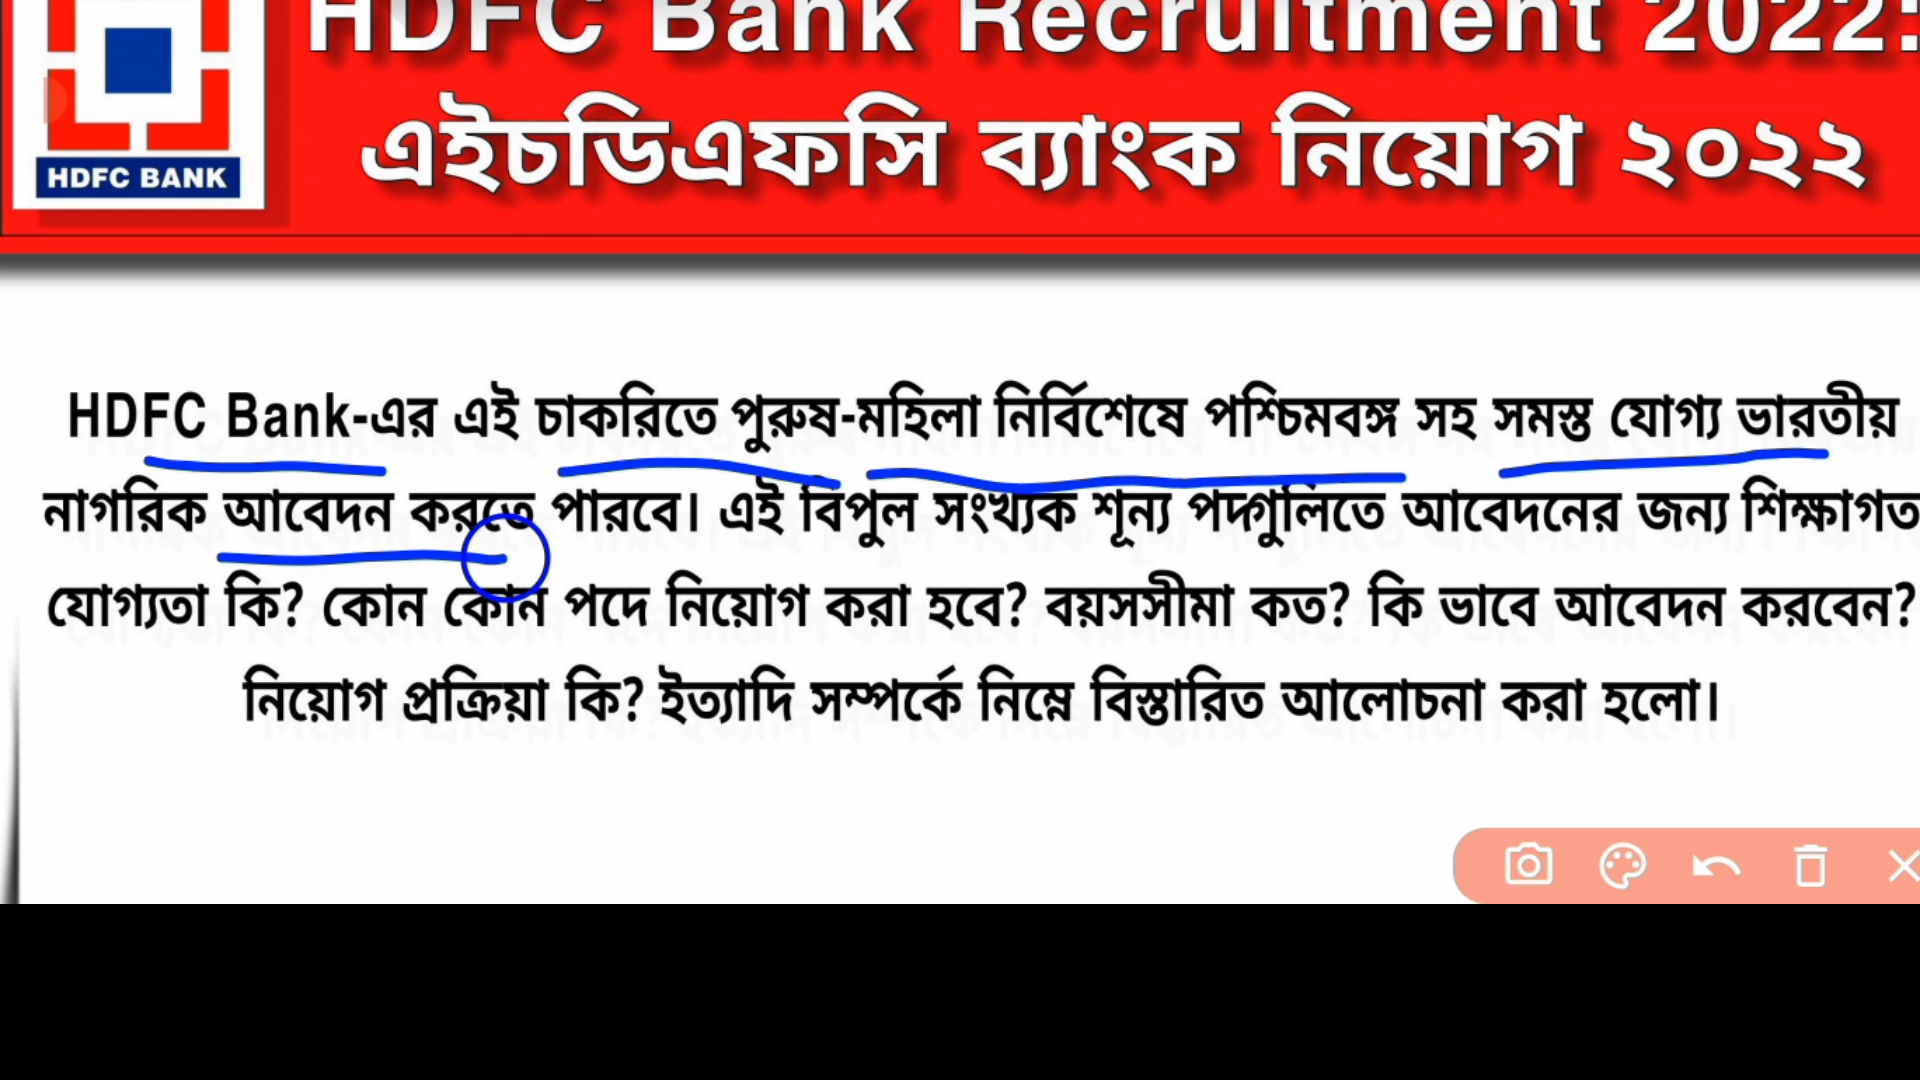 HDFC Bank Recruitment 2022:
এইচডিএফসি ব্যাংক নিয়োগ ২০২২
HDFC BANK
HDFC Bank-এর এই চাকরিতে পুরুষ-মহিলা নির্বিশেষে পশ্চিমবঙ্গ সহ সমস্ত যোগ্য ভারতীয়
নাগরিক আবেদন করতে পারবে। এই বিপুল সংখ্যক শূন্য পদগুলিতে আবেদনের জন্য শিক্ষাগত
যোগ্যতা কি? কোন কোন পদে নিয়োগ করা হবে? বয়সসীমা কত? কি ভাবে আবেদন করবেন?
নিয়োগ প্রক্রিয়া কি? ইত্যাদি সম্পর্কে নিম্নে বিস্তারিত আলোচনা করা হলো।